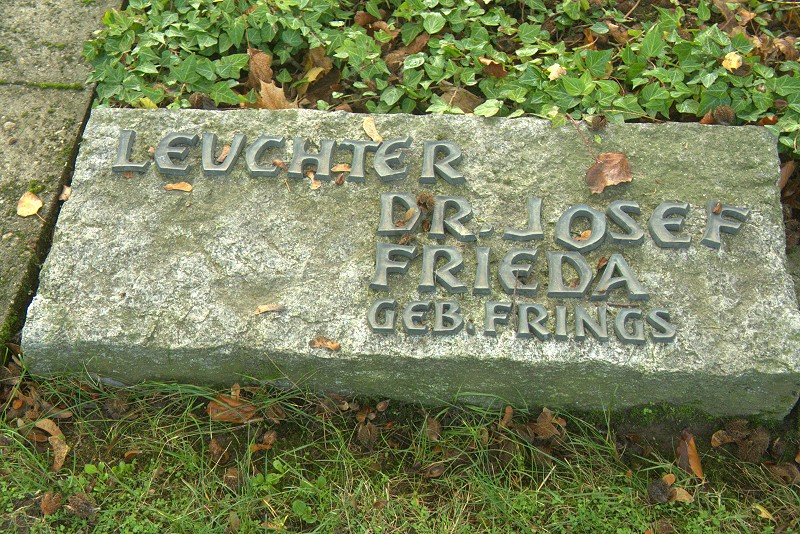 LEUCHTER
DR. JOSEF
FRIEDA
GEB. FRINGS